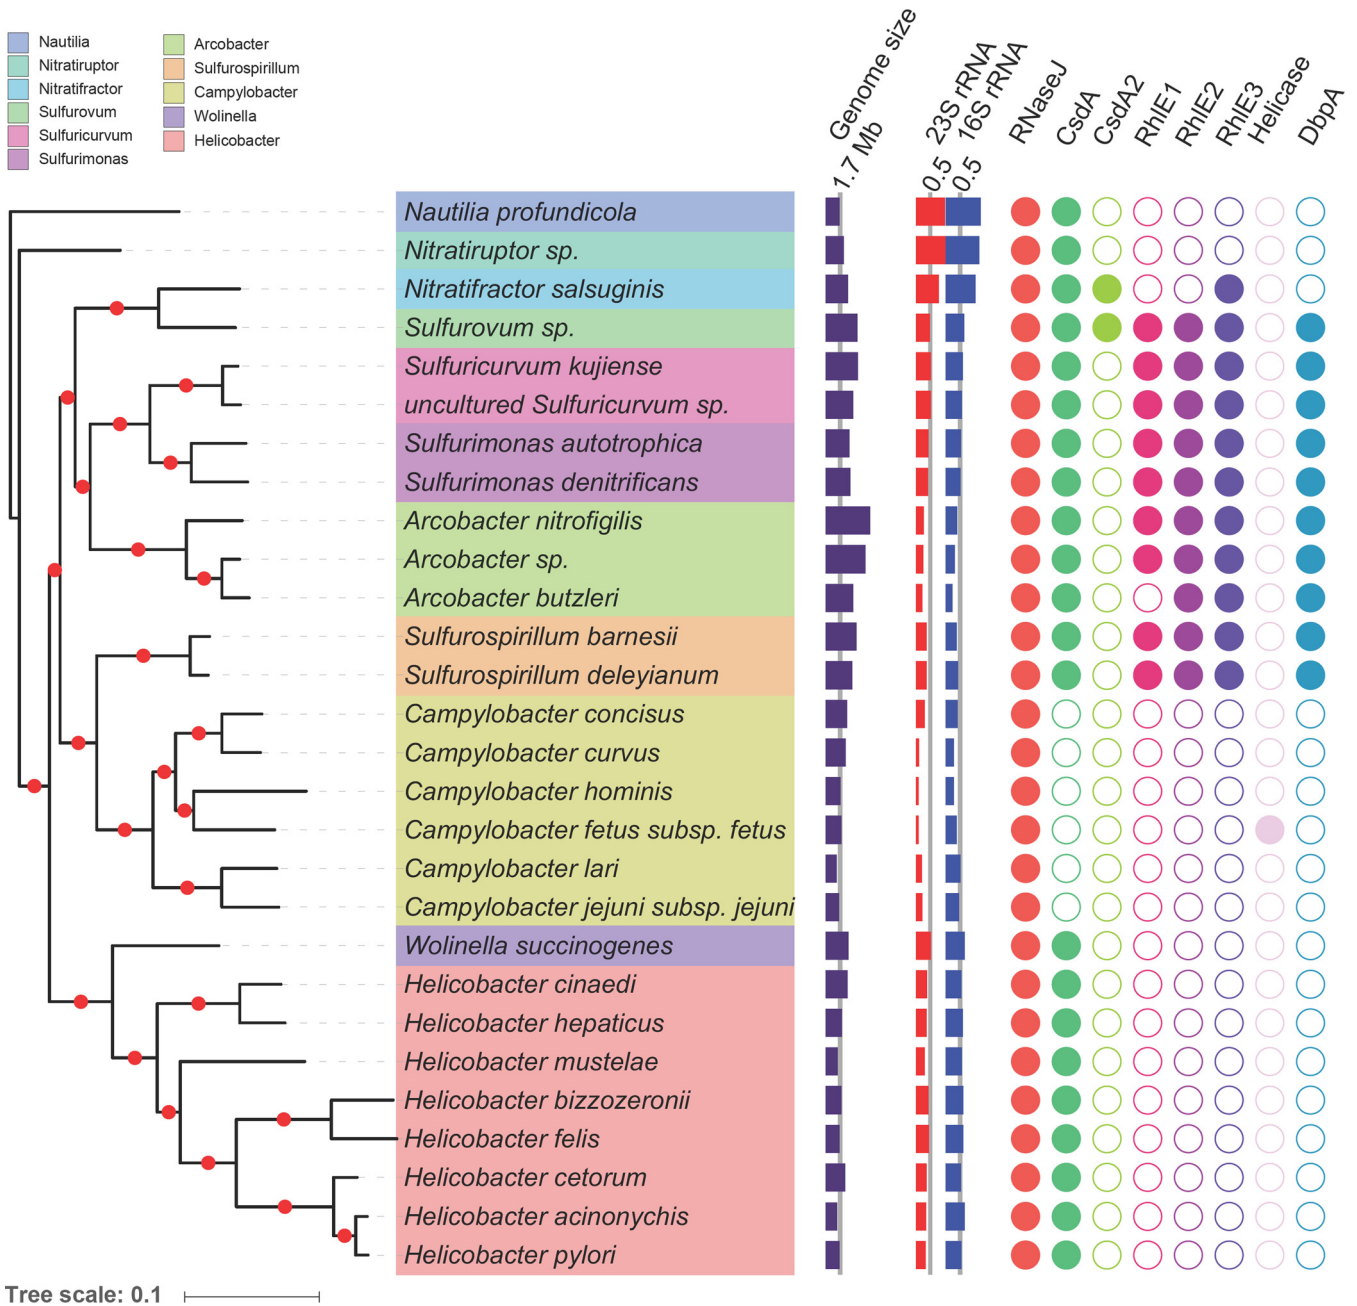 Nautilia
Nitratiruptor
Nitratifractor
Sulfurovum
Sulfuricurvum
Sulfurimonas
Arcobacter
Sulfurospirillum
Campylobacter
Wolinella
Helicobacter
Genome size
1.7 Mb
23S rRNA
0.5
16S rRNA
0.5
RNaseJ
CsdA
CsdA2
RhlE1
RhlE2
RhlE3
Helicase
DbpA
Nautilia profundicola
Nitratiruptor sp.
Nitratifractor salsuginis
Sulfurovum sp.
Sulfuricurvum kujiense
uncultured Sulfuricurvum sp.
Sulfurimonas autotrophica
Sulfurimonas denitrificans
Arcobacter nitrofigilis
Arcobacter sp.
Arcobacter butzleri
Sulfurospirillum barnesii
Sulfurospirillum deleyianum
Campylobacter concisus
Campylobacter curvus
Campylobacter hominis
Campylobacter fetus subsp. fetus
Campylobacter lari
Campylobacter jejuni subsp. jejuni
Wolinella succinogenes
Helicobacter cinaedi
Helicobacter hepaticus
Helicobacter mustelae
Helicobacter bizzozeronii
Helicobacter felis
Helicobacter cetorum
Helicobacter acinonychis
Helicobacter pylori
Tree scale: 0.1